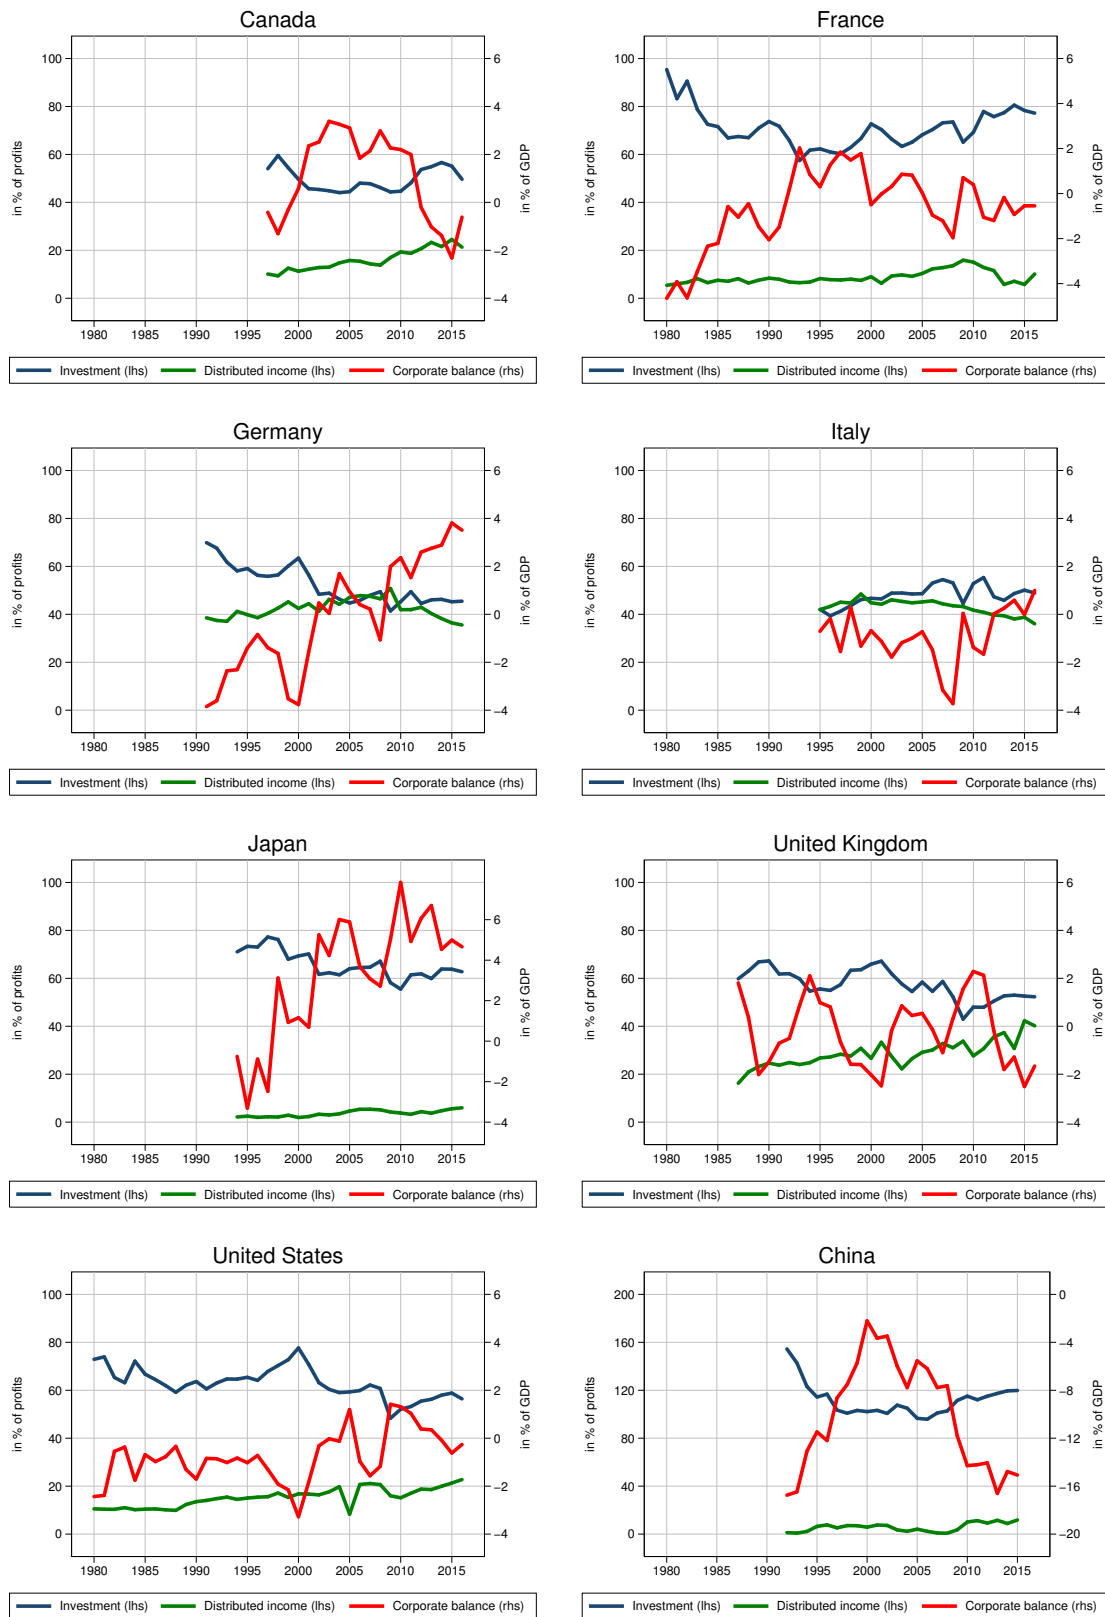 Canada
in % of profits
100
80
60
40
20
0
6
4
2
0
−2
−4
in % of GDP
1980 1985 1990 1995 2000 2005 2010 2015
Investment (lhs) Distributed income (lhs) Corporate balance (rhs)
France
in % of profits
100
80
60
40
20
0
6
4
2
0
−2
−4
in % of GDP
1980 1985 1990 1995 2000 2005 2010 2015
Investment (lhs) Distributed income (lhs) Corporate balance (rhs)
Germany
in % of profits
100
80
60
40
20
0
6
4
2
0
−2
−4
in % of GDP
1980 1985 1990 1995 2000 2005 2010 2015
Investment (lhs) Distributed income (lhs) Corporate balance (rhs)
Italy
in % of profits
100
80
60
40
20
0
6
4
2
0
−2
−4
in % of GDP
1980 1985 1990 1995 2000 2005 2010 2015
Investment (lhs) Distributed income (lhs) Corporate balance (rhs)
Japan
in % of profits
100
80
60
40
20
0
6
4
2
0
−2
−4
in % of GDP
1980 1985 1990 1995 2000 2005 2010 2015
Investment (lhs) Distributed income (lhs) Corporate balance (rhs)
United Kingdom
in % of profits
100
80
60
40
20
0
6
4
2
0
−2
−4
in % of GDP
1980 1985 1990 1995 2000 2005 2010 2015
Investment (lhs) Distributed income (lhs) Corporate balance (rhs)
United States
in % of profits
100
80
60
40
20
0
6
4
2
0
−2
−4
in % of GDP
1980 1985 1990 1995 2000 2005 2010 2015
Investment (lhs) Distributed income (lhs) Corporate balance (rhs)
China
in % of profits
200
160
120
80
40
0
0
−4
−8
−12
−16
−20
in % of GDP
1980 1985 1990 1995 2000 2005 2010 2015
Investment (lhs) Distributed income (lhs) Corporate balance (rhs)